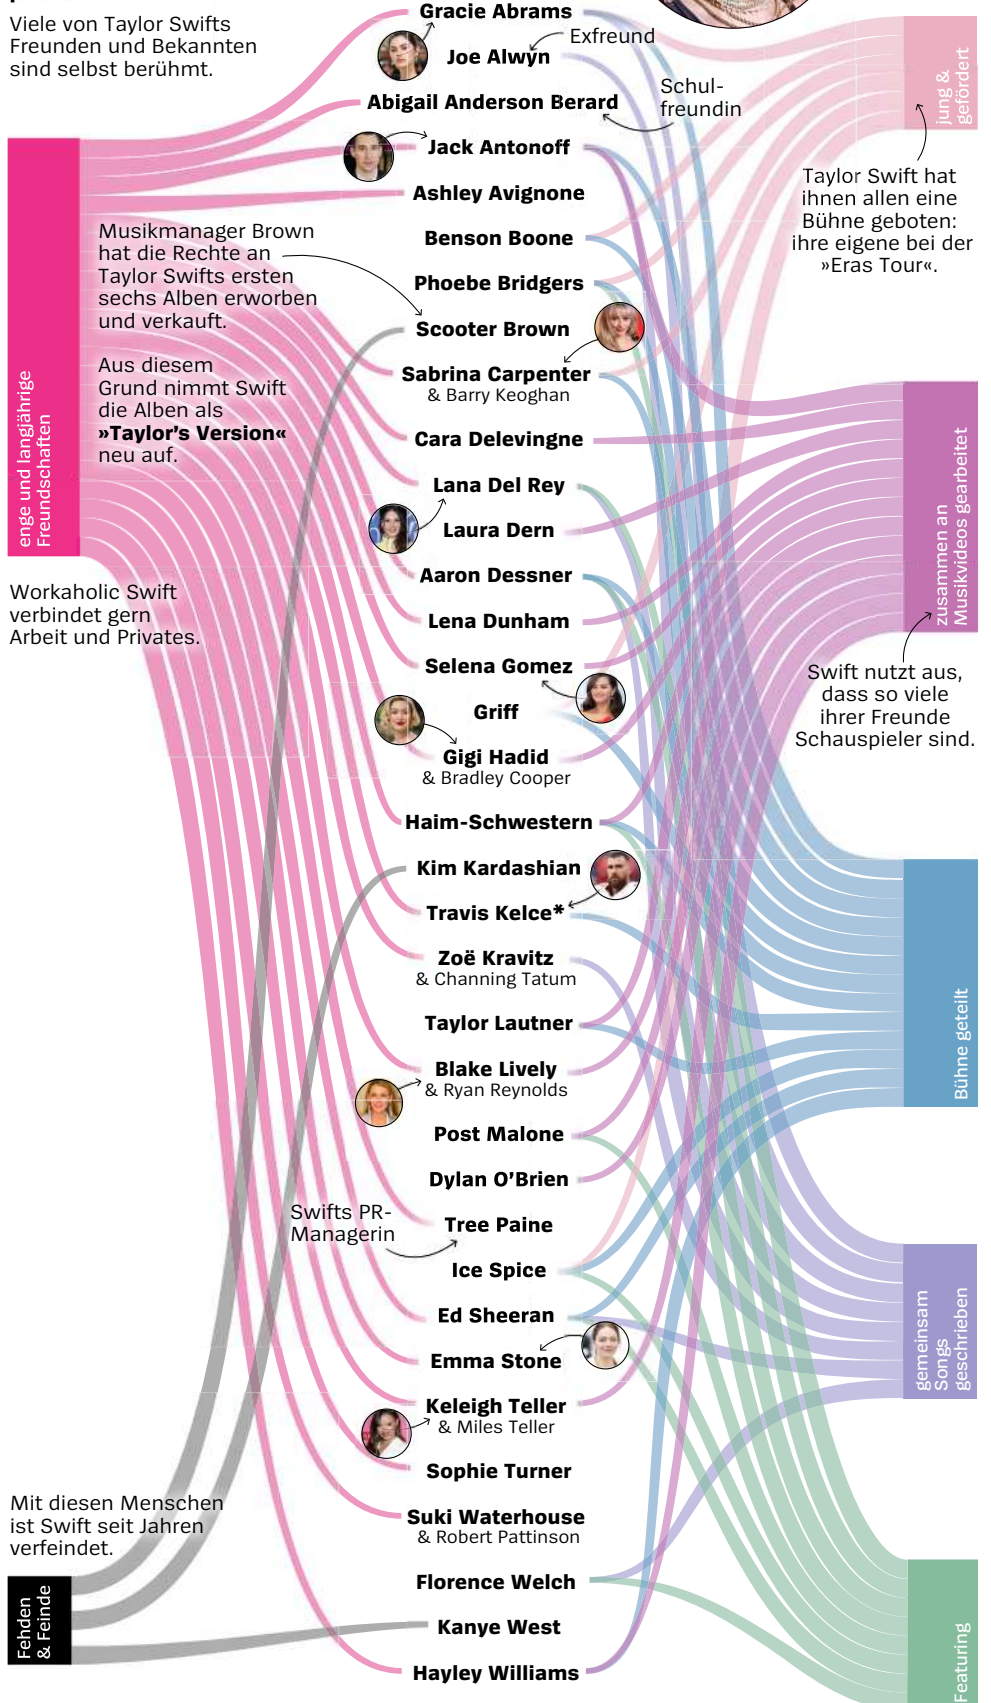 Viele von Taylor Swifts
Freunden und Bekannten
sind selbst berühmt.
Gracie Abrams
Exfreund
Joe Alwyn
Schul-
freundin
Abigail Anderson Berard
Jack Antonoff
Ashley Avignone
Musikmanager Brown
hat die Rechte an
Taylor Swifts ersten
sechs Alben erworben
und verkauft.
Benson Boone
Phoebe Bridgers
Scooter Brown
Aus diesem
Grund nimmt Swift
die Alben als
»Taylor's Version«
neu auf.
Sabrina Carpenter
& Barry Keoghan
Cara Delevingne
Lana Del Rey
Laura Dern
Aaron Dessner
Lena Dunham
Selena Gomez
Griff
Gigi Hadid
& Bradley Cooper
Haim-Schwestern
Kim Kardashian
Travis Kelce*
Zoë Kravitz
& Channing Tatum
Taylor Lautner
Blake Lively
& Ryan Reynolds
Post Malone
Dylan O'Brien
Swifts PR-
Managerin
Tree Paine
Ice Spice
Ed Sheeran
Emma Stone
Keleigh Teller
& Miles Teller
Sophie Turner
Suki Waterhouse
& Robert Pattinson
Florence Welch
Kanye West
Hayley Williams
enge und langjährige
Freundschaften
Workaholic Swift
verbindet gern
Arbeit und Privates.
Mit diesen Menschen
ist Swift seit Jahren
verfeindet.
Fehden
& Feinde
jung &
gefördert
Taylor Swift hat
ihnen allen eine
Bühne geboten:
ihre eigene bei der
»Eras Tour«.
zusammen an
Musikvideos gearbeitet
Swift nutzt aus,
dass so viele
ihrer Freunde
Schauspieler sind.
Bühne geteilt
gemeinsam
Songs
geschrieben
Featuring